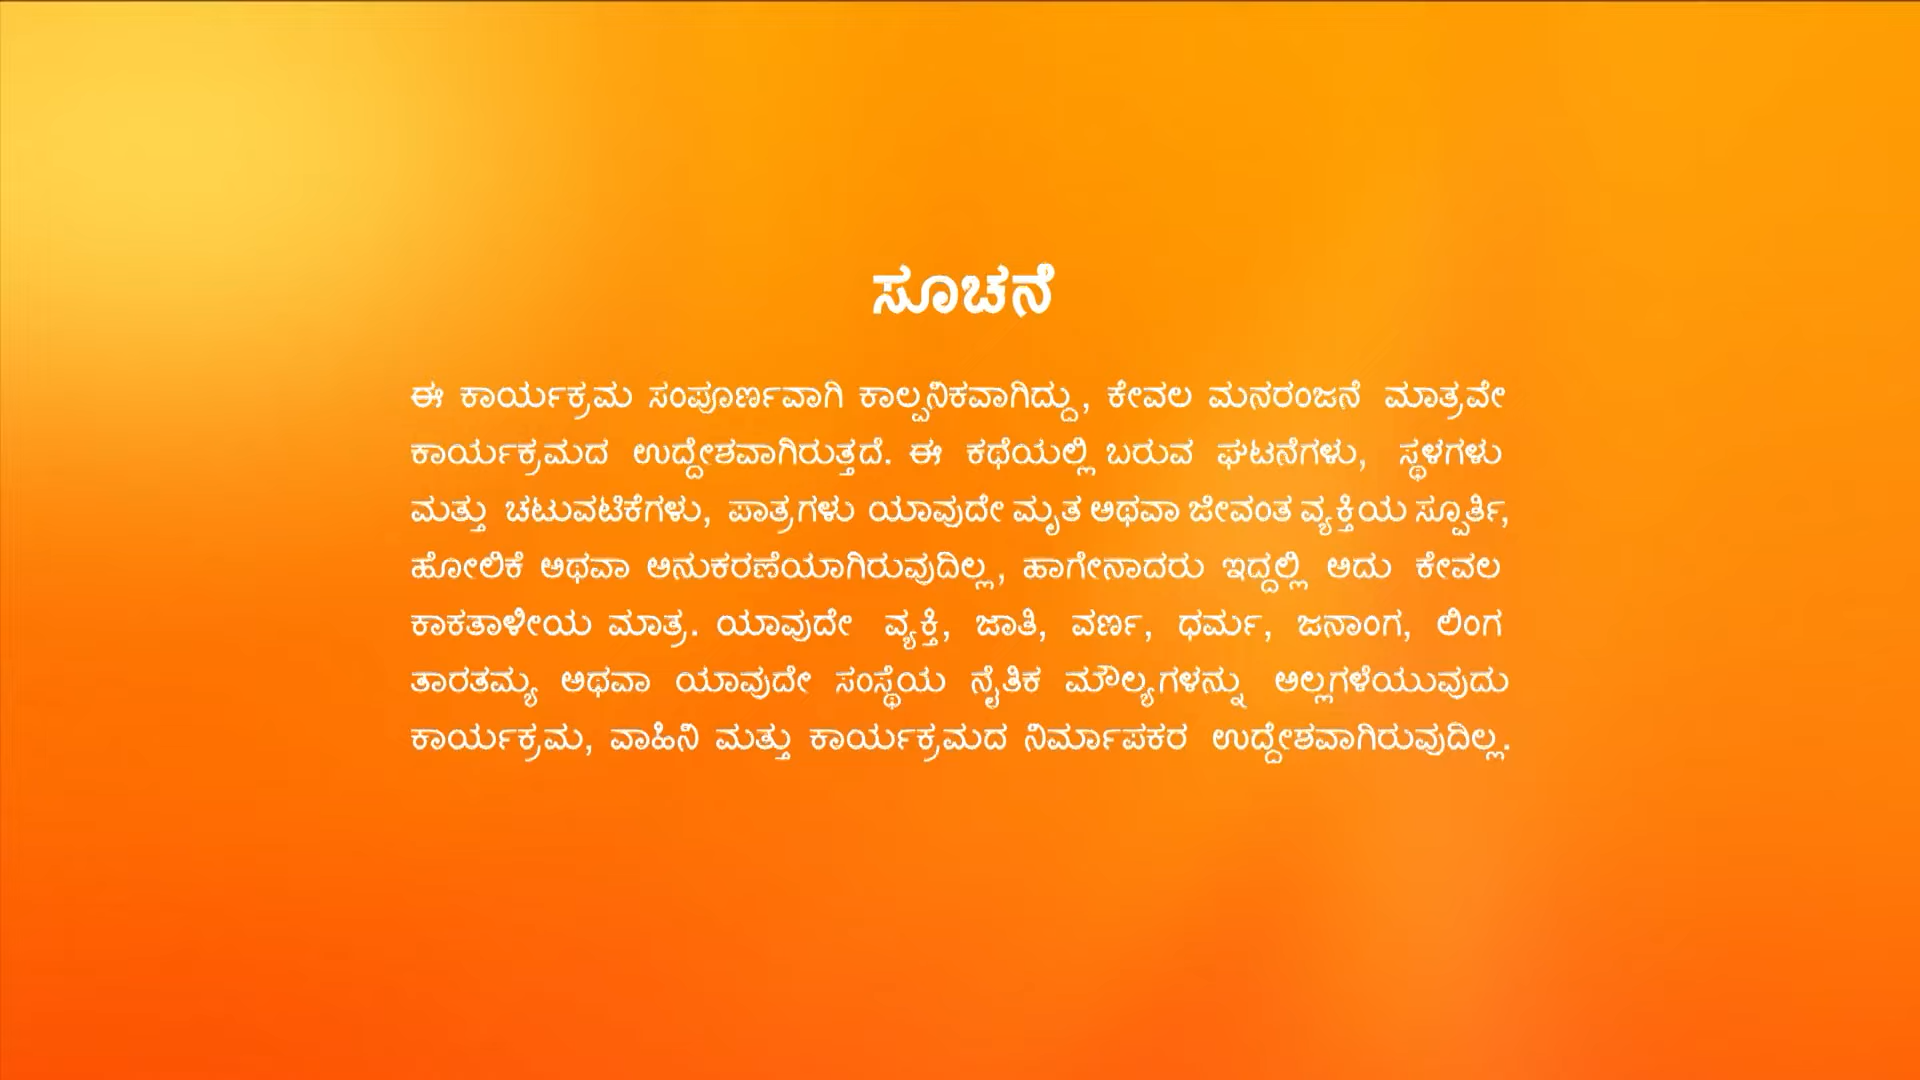 ಸೂಚನೆ
ಈ ಕಾರ್ಯಕ್ರಮ ಸಂಪೂರ್ಣವಾಗಿ ಕಾಲ್ಪನಿಕವಾಗಿದ್ದು, ಕೇವಲ ಮನರಂಜನೆ ಮಾತ್ರವೇ
ಕಾರ್ಯಕ್ರಮದ ಉದ್ದೇಶವಾಗಿರುತ್ತದೆ. ಈ ಕಥೆಯಲ್ಲಿ ಬರುವ ಘಟನೆಗಳು, ಸ್ಥಳಗಳು
ಮತ್ತು ಚಟುವಟಿಕೆಗಳು, ಪಾತ್ರಗಳು ಯಾವುದೇ ಮೃತ ಅಥವಾ ಜೀವಂತ ವ್ಯಕ್ತಿಯ ಸ್ಪೂರ್ತಿ,
ಹೋಲಿಕೆ ಅಥವಾ ಅನುಕರಣೆಯಾಗಿರುವುದಿಲ್ಲ, ಹಾಗೇನಾದರು ಇದ್ದಲ್ಲಿ ಅದು ಕೇವಲ
ಕಾಕತಾಳೀಯ ಮಾತ್ರ. ಯಾವುದೇ ವ್ಯಕ್ತಿ, ಜಾತಿ, ವರ್ಣ, ಧರ್ಮ, ಜನಾಂಗ, ಲಿಂಗ
ತಾರತಮ್ಯ ಅಥವಾ ಯಾವುದೇ ಸಂಸ್ಥೆಯ ನೈತಿಕ ಮೌಲ್ಯಗಳನ್ನು ಅಲ್ಲಗಳೆಯುವುದು
ಕಾರ್ಯಕ್ರಮ, ವಾಹಿನಿ ಮತ್ತು ಕಾರ್ಯಕ್ರಮದ ನಿರ್ಮಾಪಕರ ಉದ್ದೇಶವಾಗಿರುವುದಿಲ್ಲ.